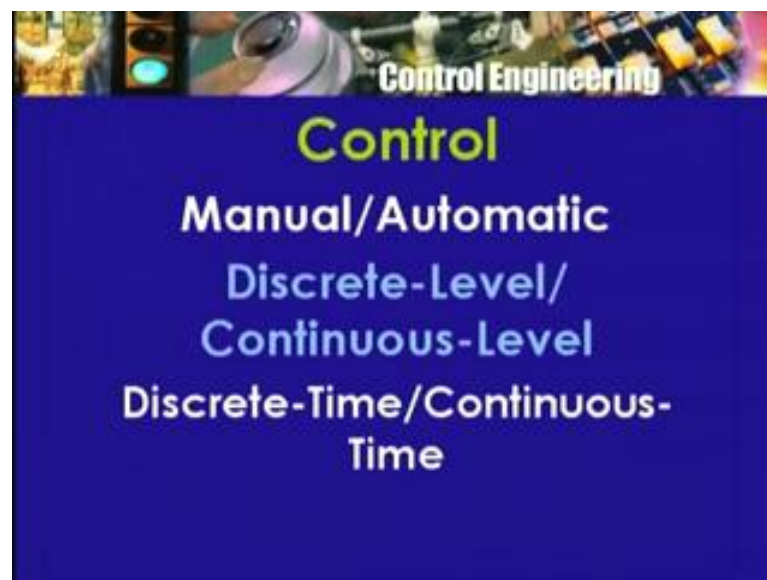 Control Engineering
Control
Manual/Automatic
Discrete-Level/
Continuous-Level
Discrete-Time/Continuous-
Time